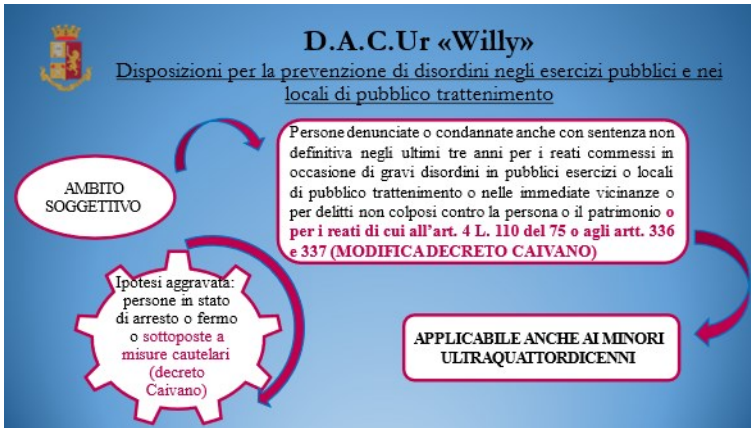 D.A.C.Ur «Willy»
Disposizioni per la prevenzione di disordini negli esercizi pubblici e nei
locali di pubblico trattenimento
AMBITO
SOGGETTIVO
Persone denunciate o condannate anche con sentenza non
definitiva negli ultimi tre anni per i reati commessi in
occasione di gravi disordini in pubblici esercizi o locali
di pubblico trattenimento o nelle immediate vicinanze o
per delitti non colposi contro la persona o il patrimonio o
per i reati di cui all'art. 4 L. 110 del 75 o agli artt. 336
e 337 (MODIFICA DECRETO CAIVANO)
Ipotesi aggravata:
persone in stato
di arresto o fermo
o sottoposte a
misure cautelari
(decreto
Caivano)
APPLICABILE ANCHE AI MINORI
ULTRAQUATTORDICENNI